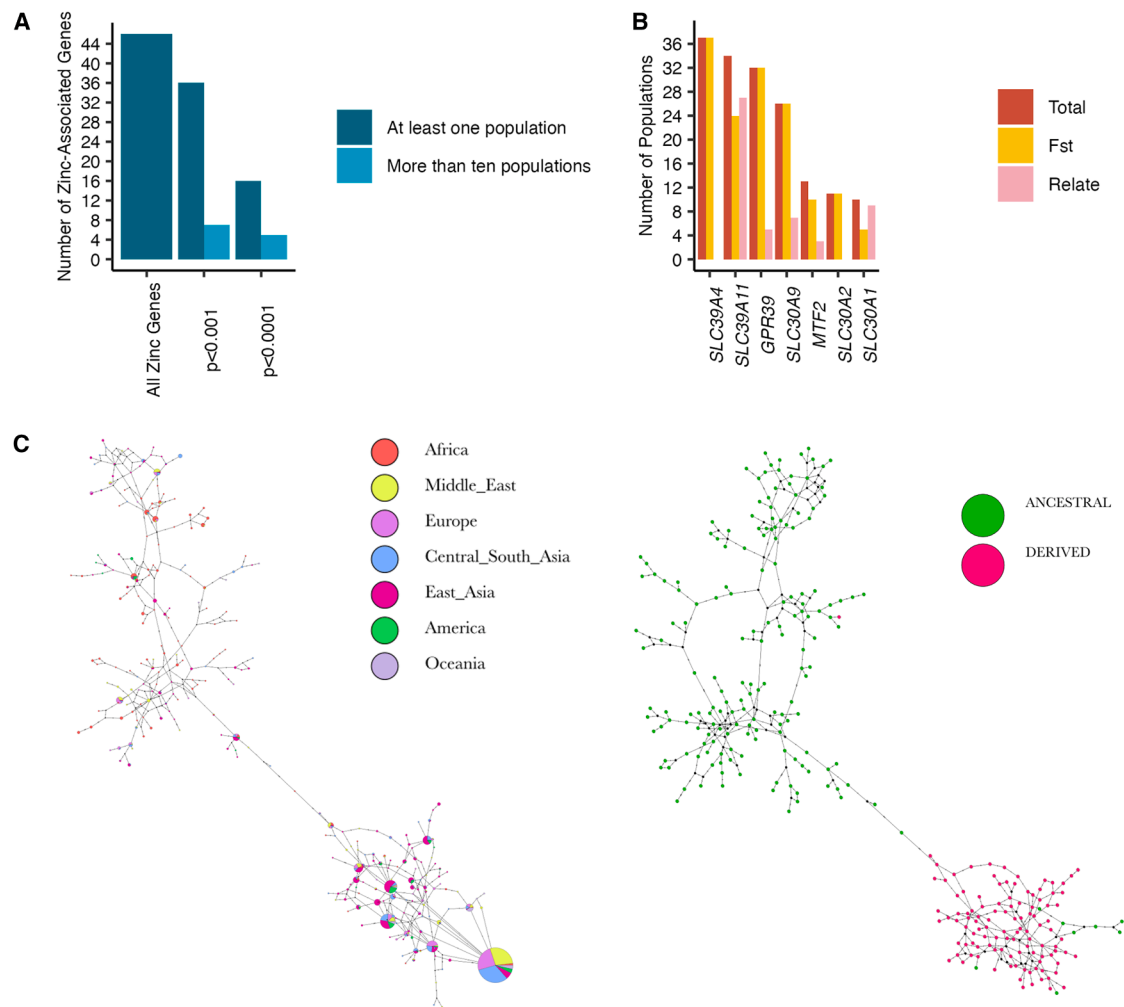 A
Number of Zinc-Associated Genes
44
40
36
32
28
24
20
16
12
8
4
0
All Zinc Genes
p<0.001
p<0.0001
At least one population
More than ten populations
B
Number of Populations
36
32
28
24
20
16
12
8
4
0
SLC39A4
SLC39A11
GPR39
SLC30A9
MTF2
SLC30A2
SLC30A1
Total
Fst
Relate
C
Africa
Middle_East
Europe
Central_South_Asia
East_Asia
America
Oceania
ANCESTRAL
DERIVED